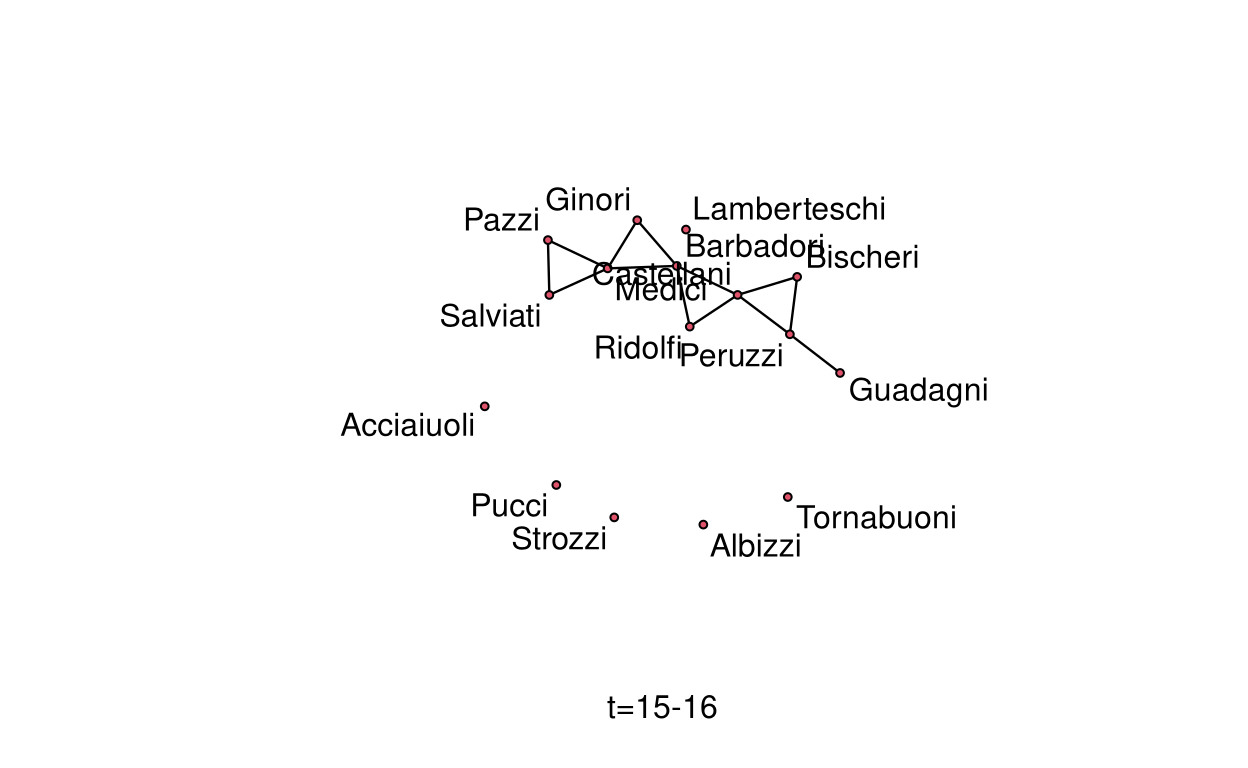 Ginori
Lamberteschi
Pazzi
Barbadori
Bischeri
Castellani
Medici
Salviati
Ridolfi
Peruzzi
Guadagni
Acciaiuoli
Pucci
Tornabuoni
Strozzi
Albizzi
t=15-16